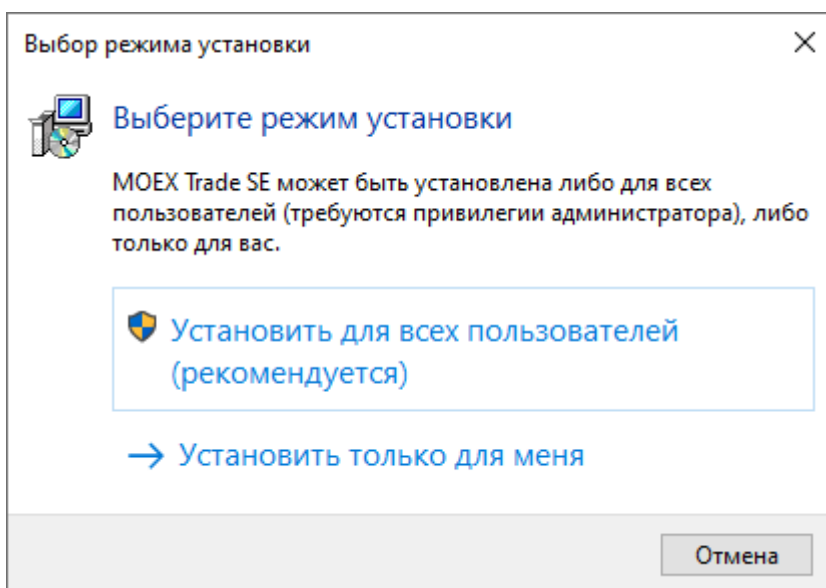 Выбор режима установки
Выберите режим установки
MOEX Trade SE может быть установлена либо для всех
пользователей (требуются привилегии администратора), либо
только для вас.
Установить для всех пользователей
(рекомендуется)
Установить только для меня
Отмена